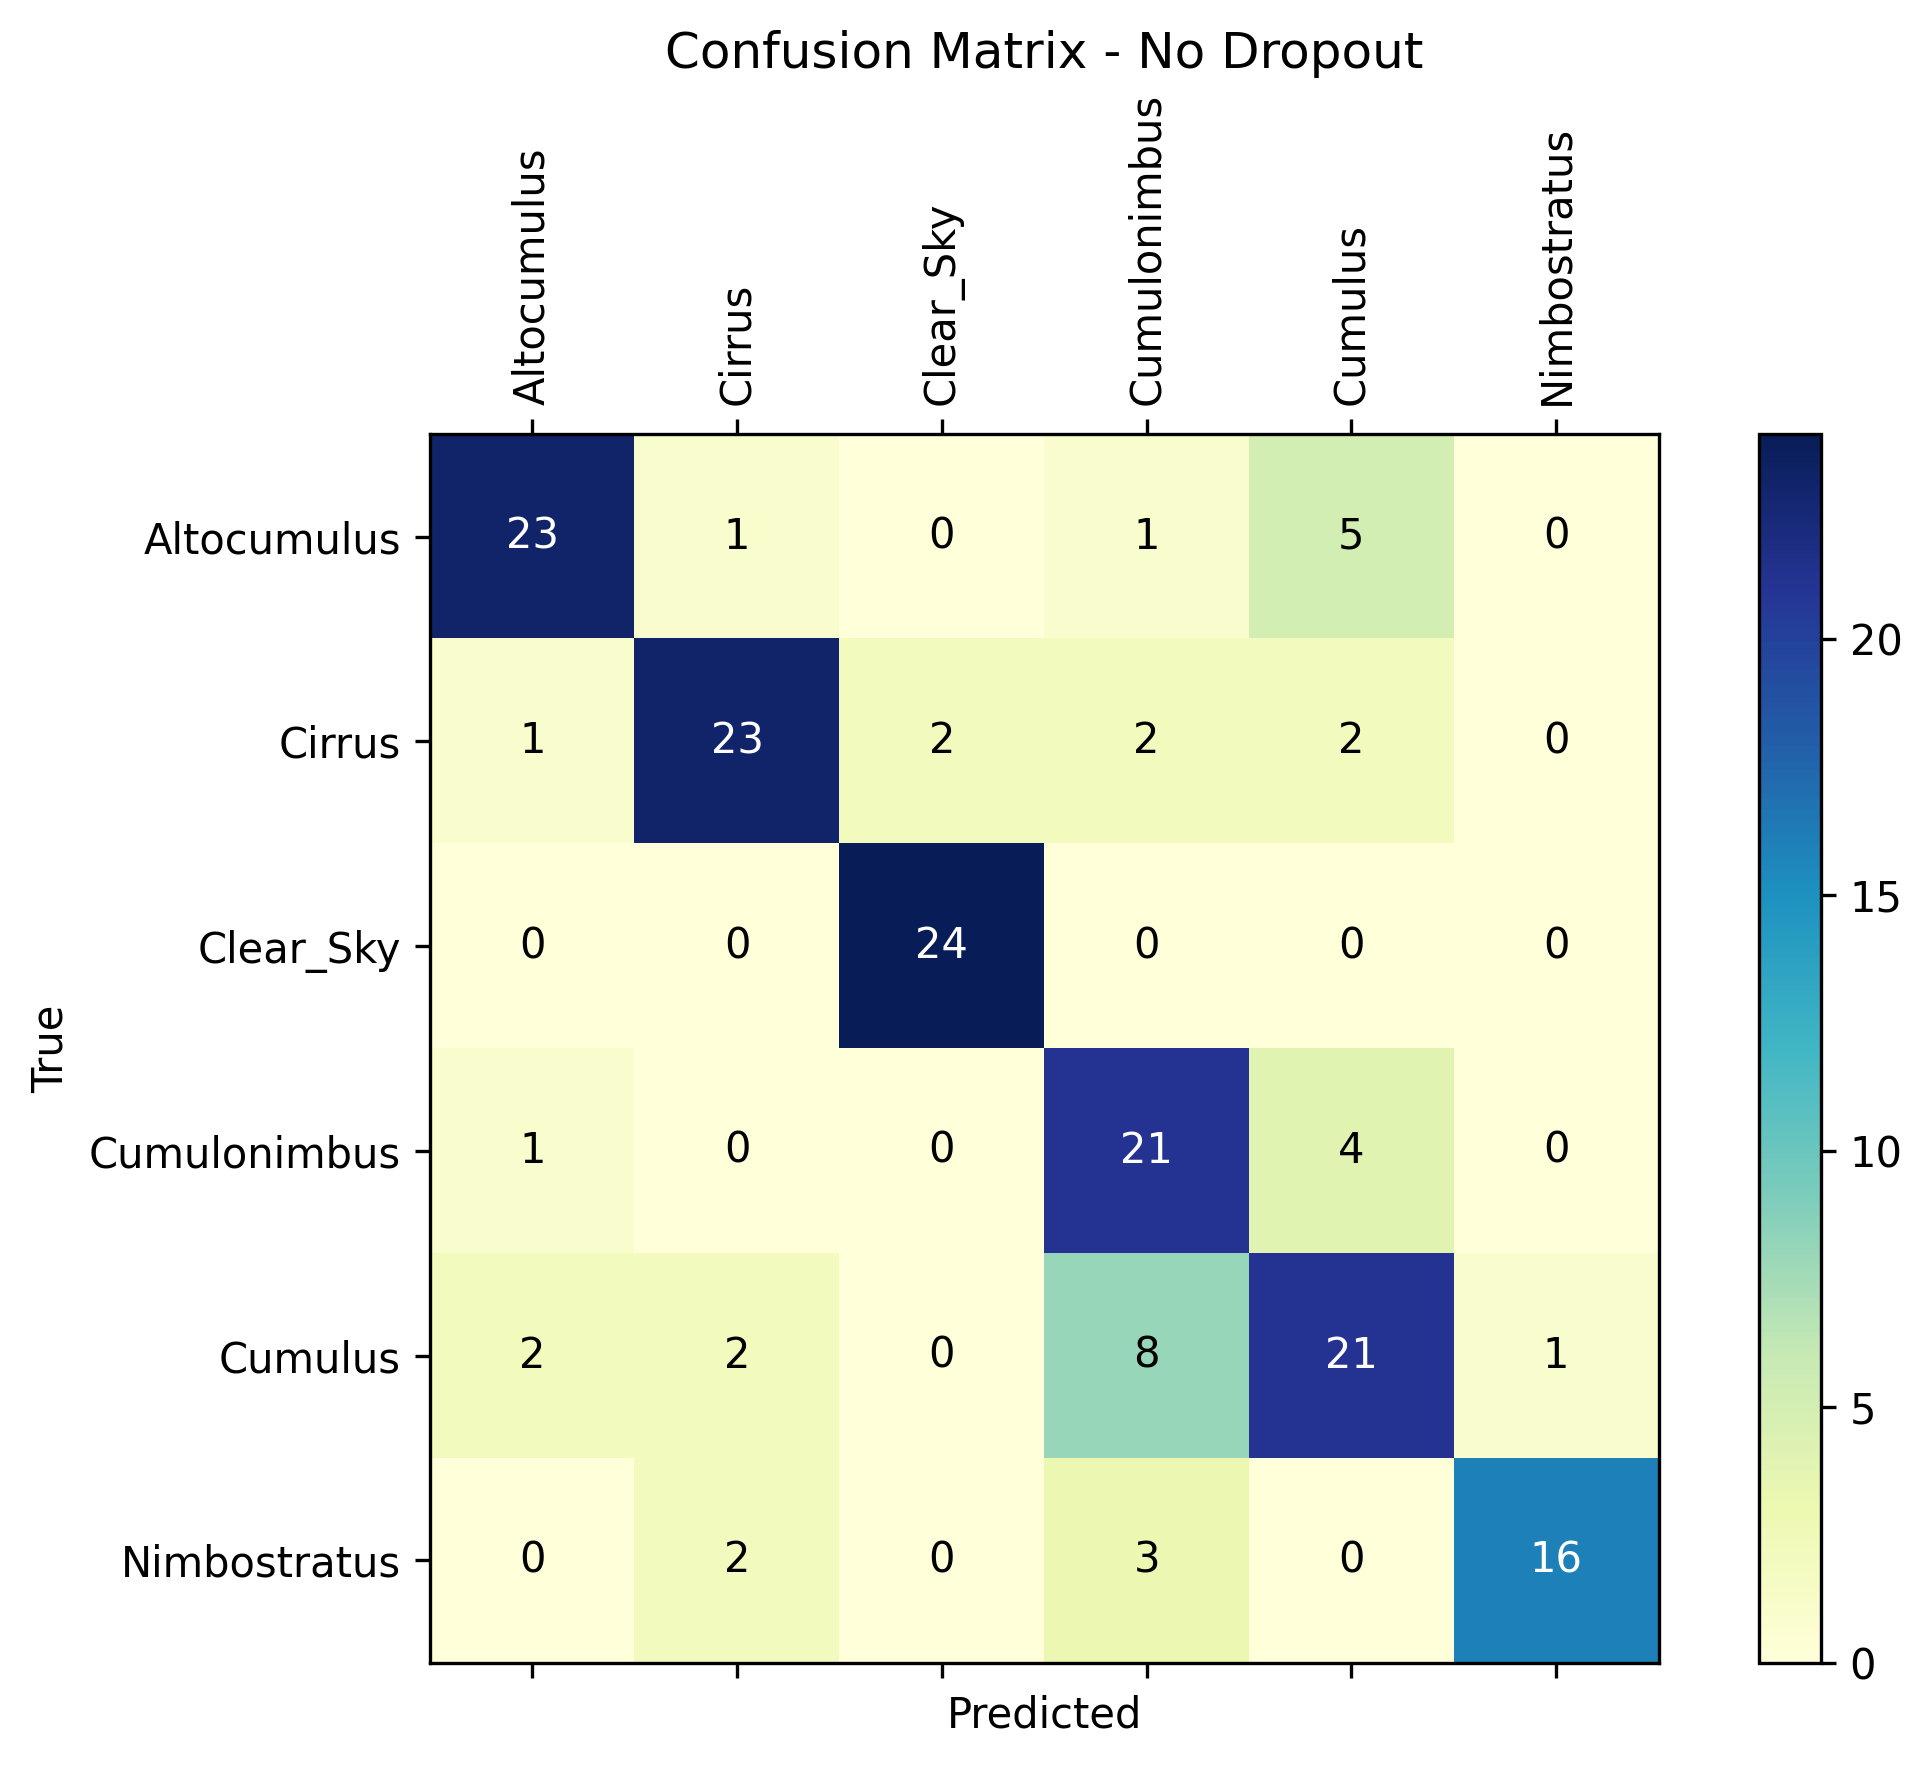 Confusion Matrix - No Dropout
Altocumulus
Cirrus
Clear_Sky
Cumulonimbus
Cumulus
Nimbostratus
Altocumulus 23 1 0 1 5 0
Cirrus 1 23 2 2 2 0
Clear_Sky 0 0 24 0 0 0
Cumulonimbus 1 0 0 21 4 0
Cumulus 2 2 0 8 21 1
Nimbostratus 0 2 0 3 0 16
True
Predicted
20
15
10
5
0